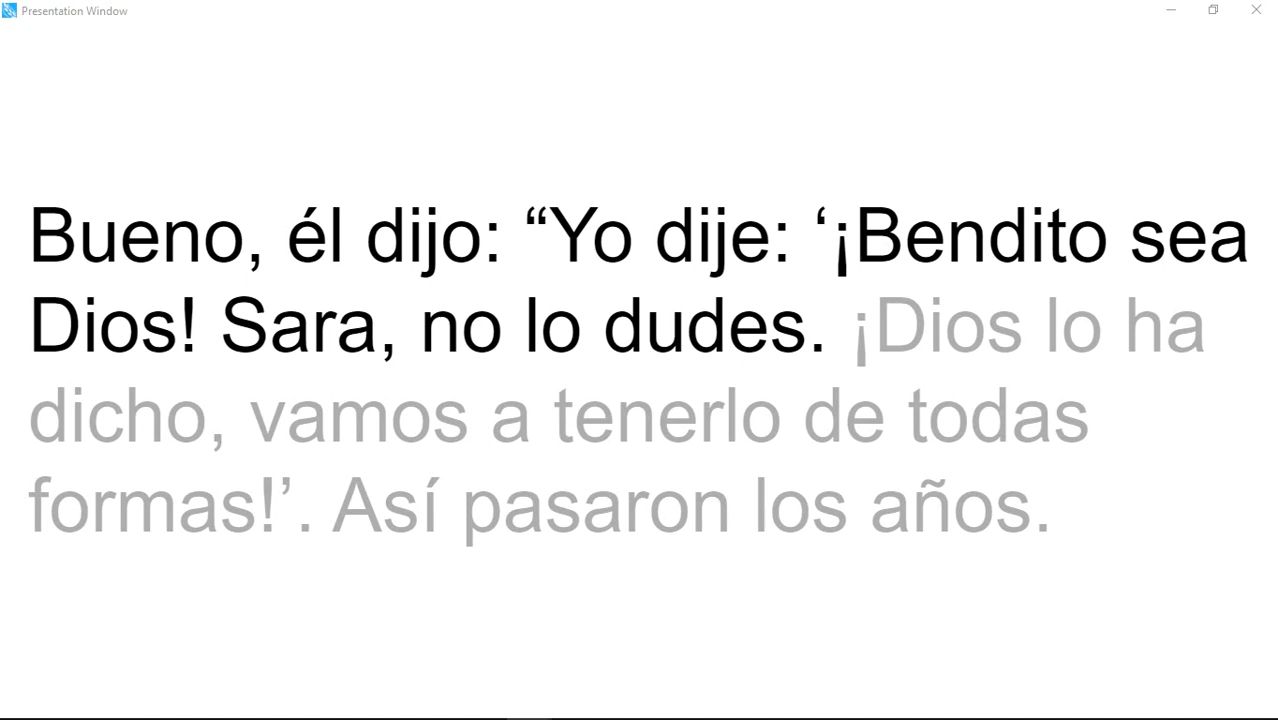 Presentation Window
Bueno, él dijo: “Yo dije: ‘¡Bendito sea
Dios! Sara, no lo dudes. ¡Dios lo ha
dicho, vamos a tenerlo de todas
formas!’. Así pasaron los años.